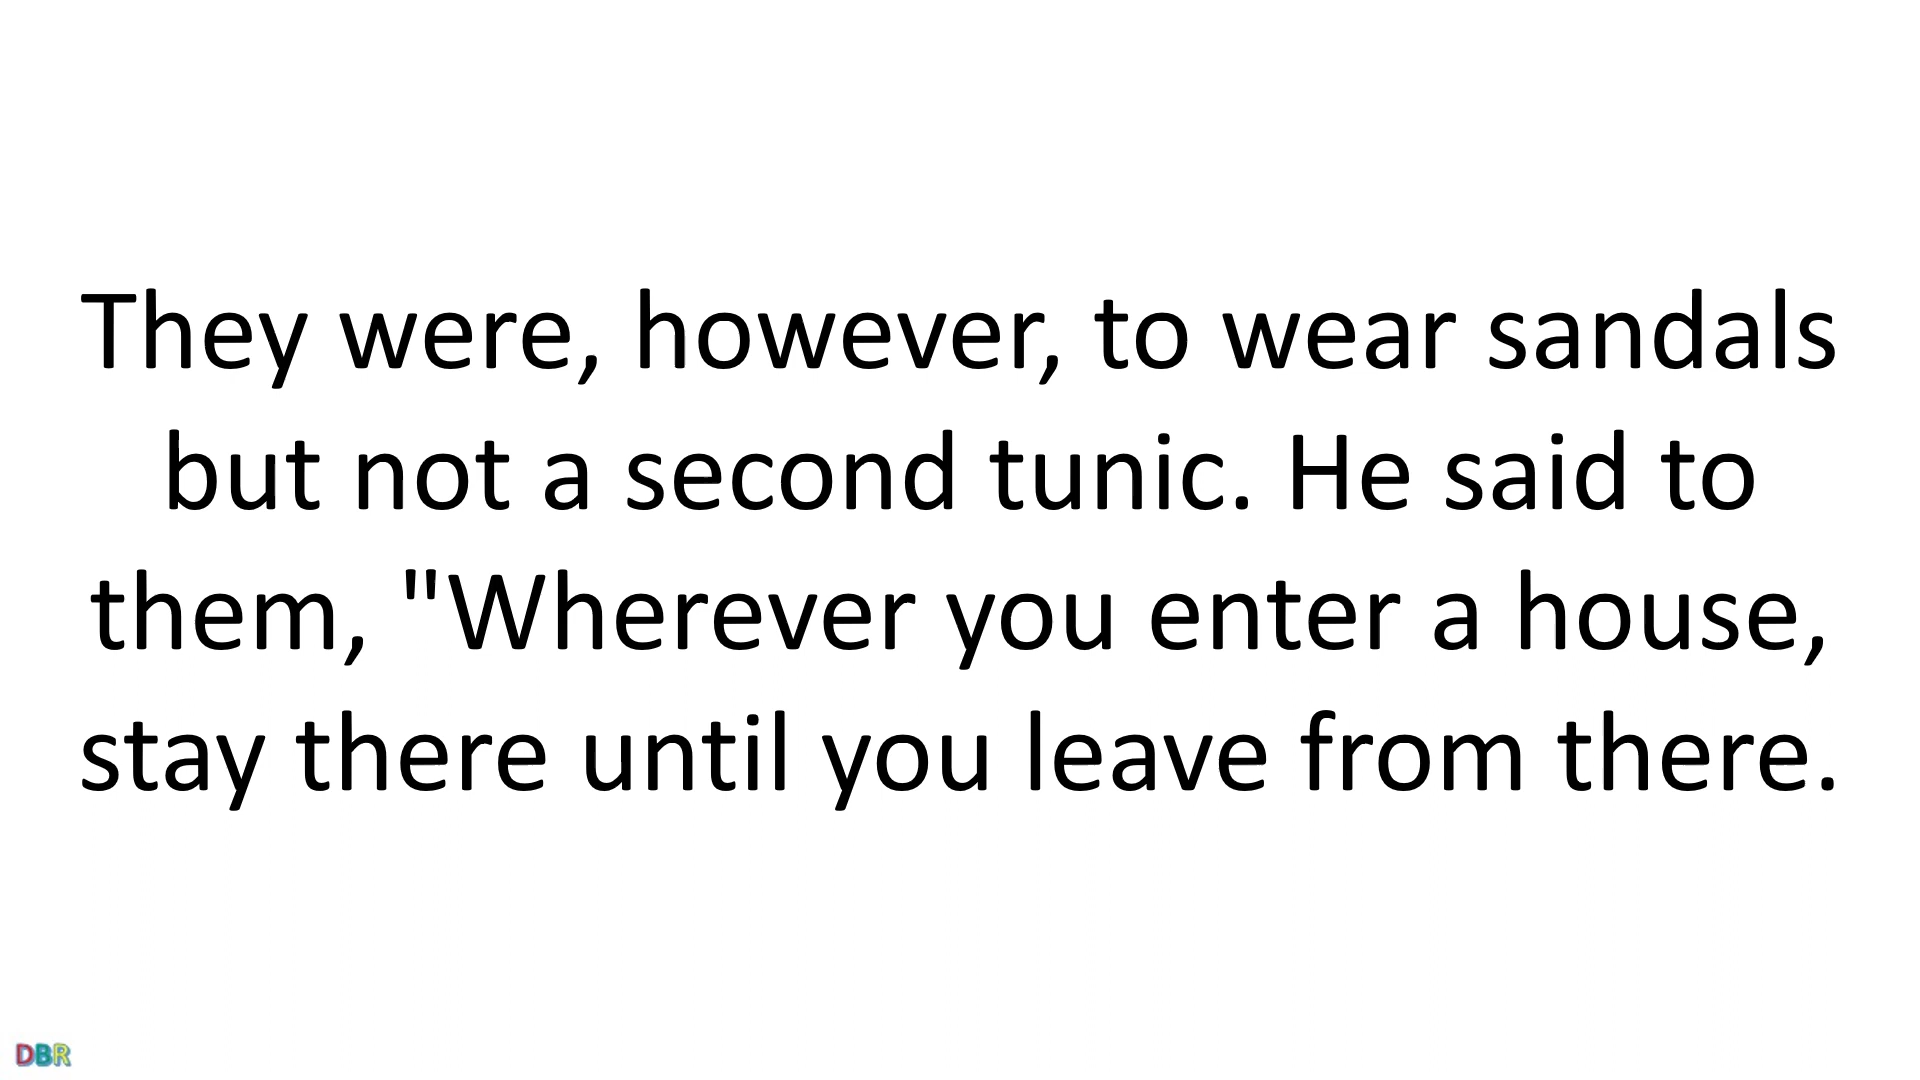 They were, however, to wear sandals
but not a second tunic. He said to
them, "Wherever you enter a house,
stay there until you leave from there.
DBR